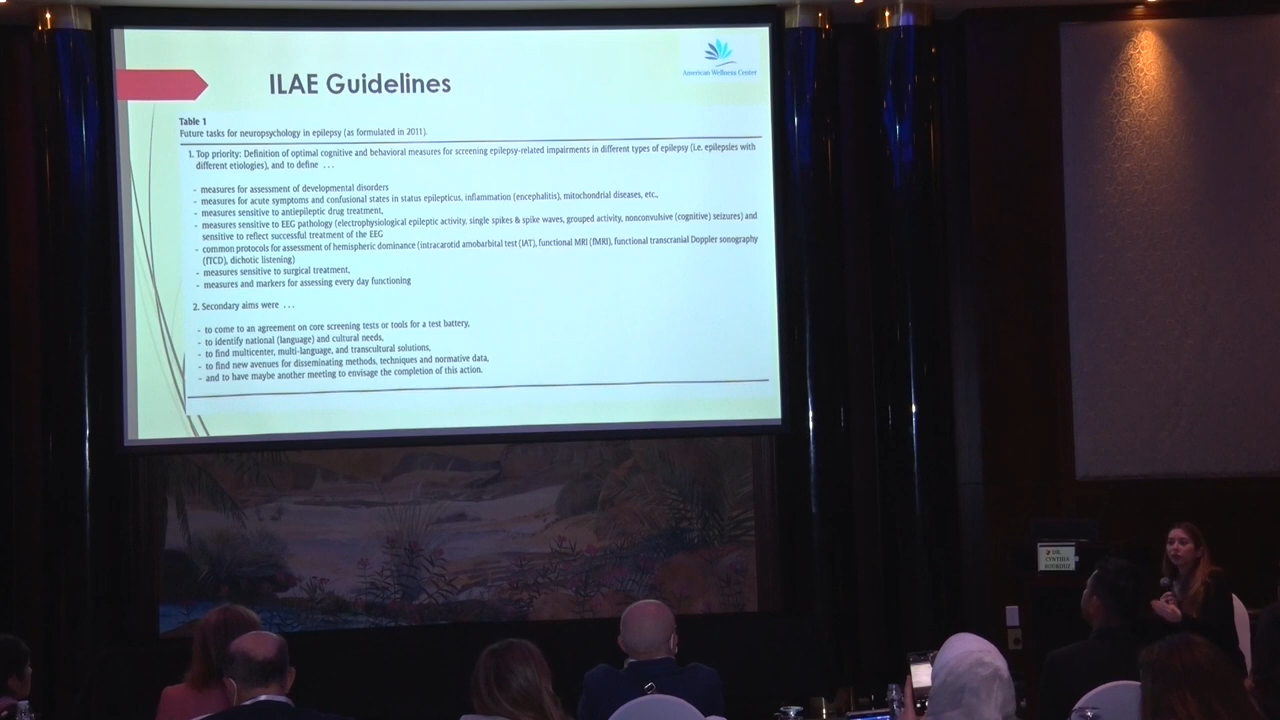 ILAE Guidelines
American Wellness Center
Table 1
Future tasks for neuropsychology in epilepsy (as formulated in 2011).
1. Top priority: Definition of optimal cognitive and behavioral measures for screening epilepsy-related impairments in different types of epilepsy (i.e. epilepsies with
different etiologies), and to define ...
- measures for assessment of developmental disorders
- measures for acute symptoms and confusional states in status epilepticus, inflammation (encephalitis), mitochondrial diseases, etc.,
- measures sensitive to antiepileptic drug treatment,
- measures sensitive to EEG pathology (electrophysiological epileptic activity, single spikes & spike waves, grouped activity, nonconvulsive (cognitive) seizures) and
sensitive to reflect successful treatment of the EEG
- common protocols for assessment of hemispheric dominance (intracarotid amobarbital test (IAT), functional MRI (fMRI), functional transcranial Doppler sonography
(fTCD), dichotic listening)
- measures sensitive to surgical treatment,
- measures and markers for assessing every day functioning
2. Secondary aims were ...
- to come to an agreement on core screening tests or tools for a test battery,
- to identify national (language) and cultural needs,
- to find multicenter, multi-language, and transcultural solutions,
- to find new avenues for disseminating methods, techniques and normative data,
- and to have maybe another meeting to envisage the completion of this action.
DR.
CYNTHIA